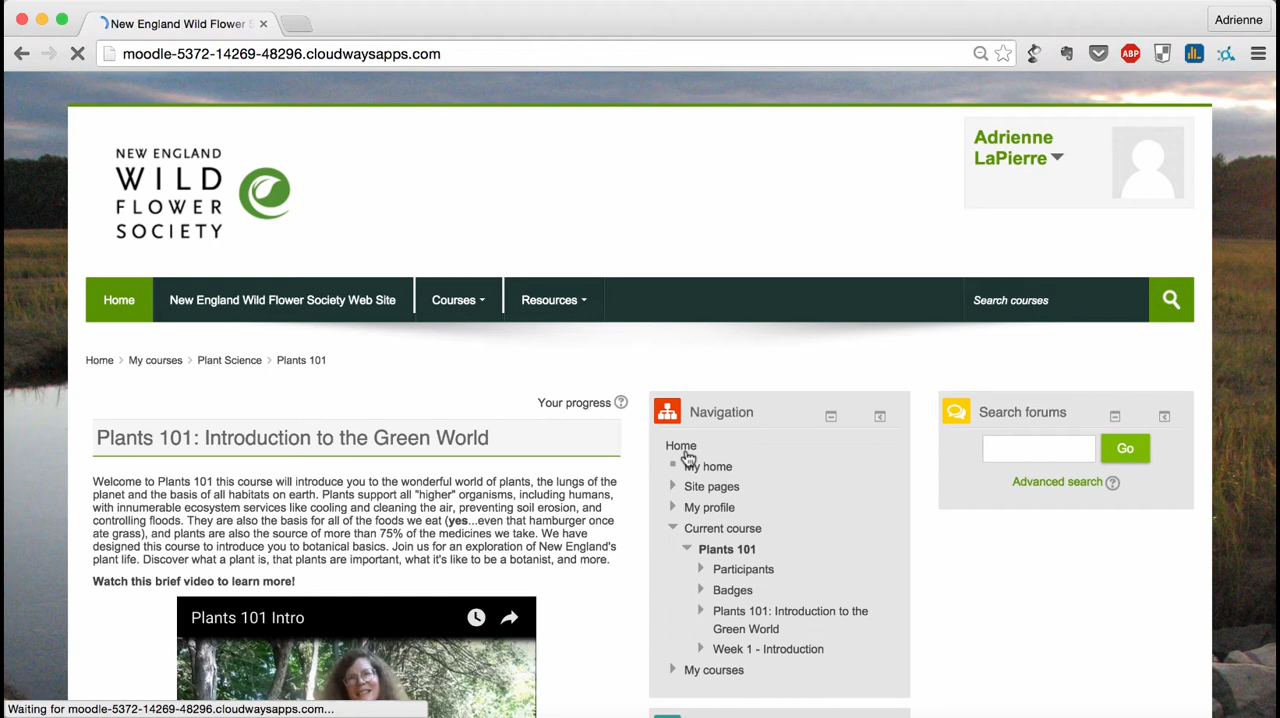 New England Wild Flower S
Adrienne
moodle-5372-14269-48296.cloudwaysapps.com
ABP
Adrienne
LaPierre
NEW ENGLAND
WILD
FLOWER
SOCIETY
Home
New England Wild Flower Society Web Site
Courses
Resources
Search courses
Home > My courses > Plant Science > Plants 101
Your progress ?
Navigation
Search forums
Plants 101: Introduction to the Green World
Home
My home
Go
Advanced search ?
Welcome to Plants 101 this course will introduce you to the wonderful world of plants, the lungs of the
planet and the basis of all habitats on earth. Plants support all "higher" organisms, including humans,
with innumerable ecosystem services like cooling and cleaning the air, preventing soil erosion, and
controlling floods. They are also the basis for all of the foods we eat (yes...even that hamburger once
ate grass), and plants are also the source of more than 75% of the medicines we take. We have
designed this course to introduce you to botanical basics. Join us for an exploration of New England's
plant life. Discover what a plant is, that plants are important, what it's like to be a botanist, and more.
Watch this brief video to learn more!
Plants 101 Intro
Site pages
My profile
Current course
Plants 101
Participants
Badges
Plants 101: Introduction to the
Green World
Week 1 - Introduction
My courses
Waiting for moodle-5372-14269-48296.cloudwaysapps.com...